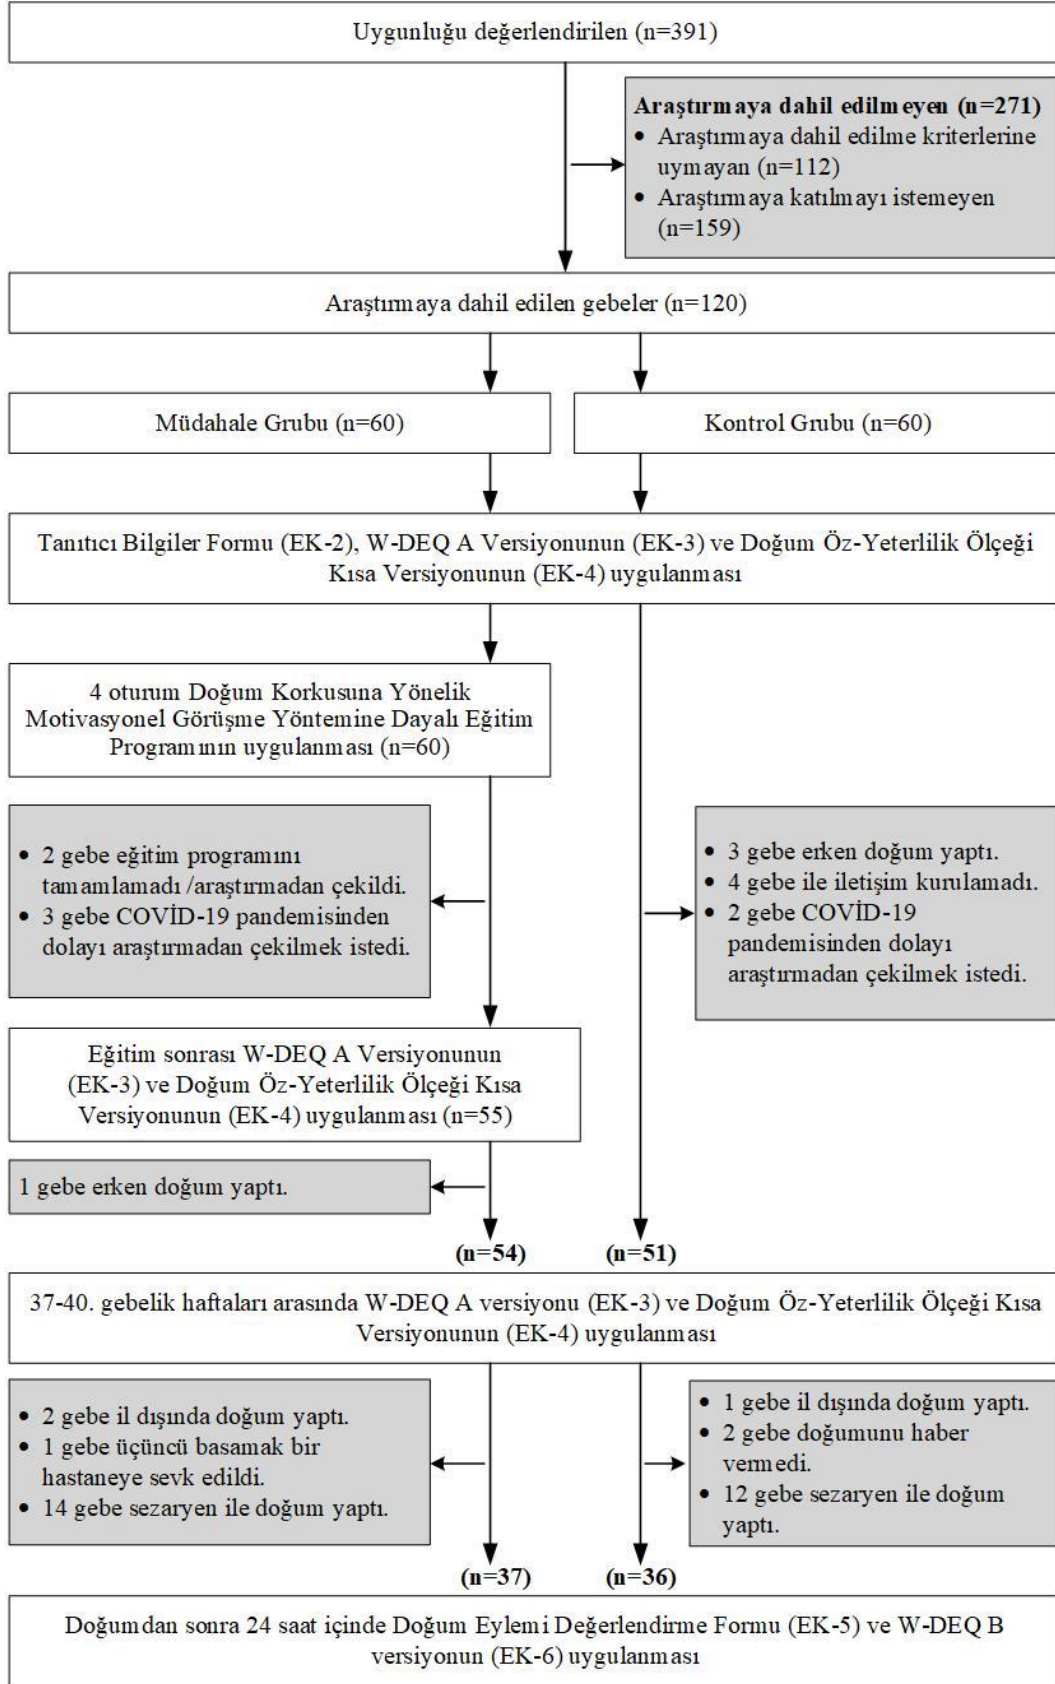 Uygunluğu değerlendirilen (n=391)
Araştırmaya dahil edilmeyen (n=271)
• Araştırmaya dahil edilme kriterlerine
uymayan (n=112)
• Araştırmaya katılmayı istemeyen
(n=159)
Araştırmaya dahil edilen gebeler (n=120)
Müdahale Grubu (n=60)
Kontrol Grubu (n=60)
Tanıtıcı Bilgiler Formu (EK-2), W-DEQ A Versiyonunun (EK-3) ve Doğum Öz-Yeterlilik Ölçeği
Kısa Versiyonunun (EK-4) uygulanması
4 oturum Doğum Korkusuna Yönelik
Motivasyonel Görüşme Yöntemine Dayalı Eğitim
Programının uygulanması (n=60)
• 2 gebe eğitim programını
tamamlamadı /araştırmadan çekildi.
• 3 gebe COVİD-19 pandemisinden
dolayı araştırmadan çekilmek istedi.
• 3 gebe erken doğum yaptı.
• 4 gebe ile iletişim kurulamadı.
• 2 gebe COVİD-19
pandemisinden dolayı
araştırmadan çekilmek istedi.
Eğitim sonrası W-DEQ A Versiyonunun
(EK-3) ve Doğum Öz-Yeterlilik Ölçeği Kısa
Versiyonunun (EK-4) uygulanması (n=55)
1 gebe erken doğum yaptı.
(n=54)
(n=51)
37-40. gebelik haftaları arasında W-DEQ A versiyonu (EK-3) ve Doğum Öz-Yeterlilik Ölçeği Kısa
Versiyonunun (EK-4) uygulanması
• 2 gebe il dışında doğum yaptı.
• 1 gebe üçüncü basamak bir
hastaneye sevk edildi.
• 14 gebe sezaryen ile doğum yaptı.
• 1 gebe il dışında doğum yaptı.
• 2 gebe doğumunu haber
vermedi.
• 12 gebe sezaryen ile doğum
yaptı.
(n=37)
(n=36)
Doğumdan sonra 24 saat içinde Doğum Eylemi Değerlendirme Formu (EK-5) ve W-DEQ B
versiyonun (EK-6) uygulanması